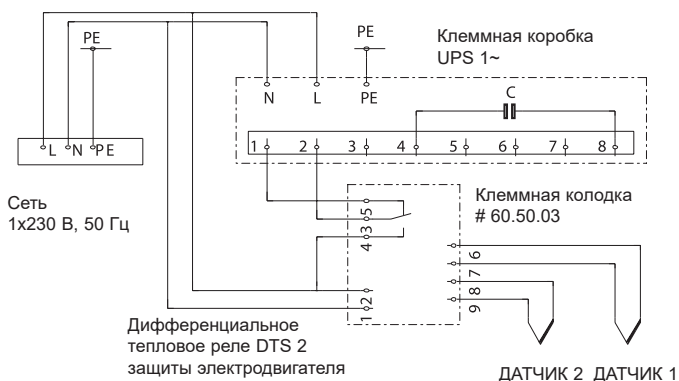 PE
PE
Клеммная коробка
UPS 1~
C
N L PE
1 2 3 4 5 6 7 8
L N PE
Сеть
1x230 В, 50 Гц
Клеммная колодка
# 60.50.03
5
3
4
6
7
8
9
2
1
Дифференциальное
тепловое реле DTS 2
защиты электродвигателя
ДАТЧИК 2 ДАТЧИК 1